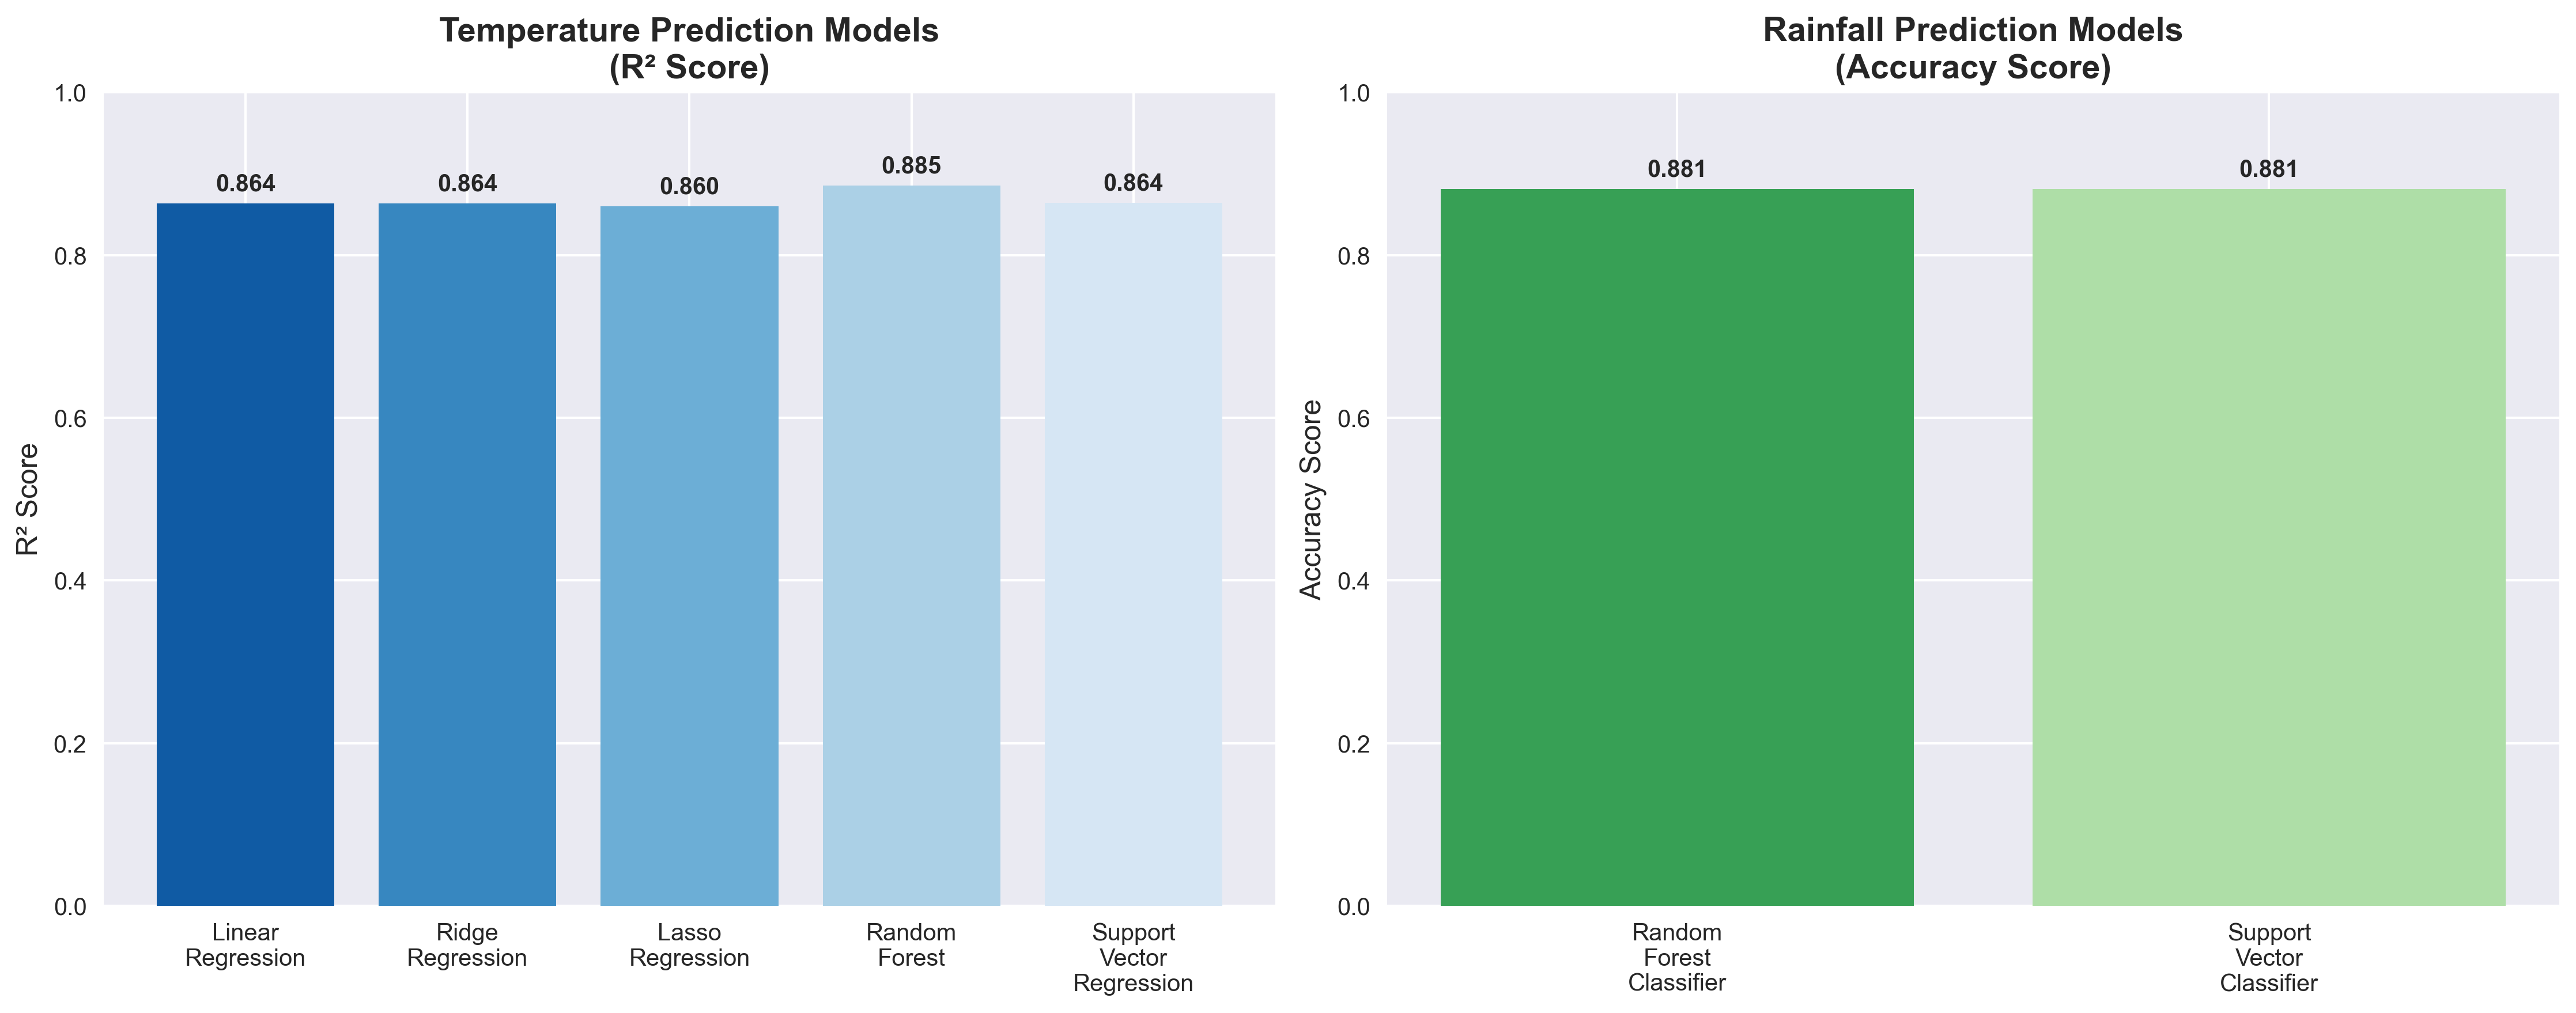 Temperature Prediction Models
(R² Score)
R² Score
1.0
0.8
0.6
0.4
0.2
0.0
0.864
0.864
0.860
0.885
0.864
Linear
Regression
Ridge
Regression
Lasso
Regression
Random
Forest
Support
Vector
Regression
Rainfall Prediction Models
(Accuracy Score)
Accuracy Score
1.0
0.8
0.6
0.4
0.2
0.0
0.881
0.881
Random
Forest
Classifier
Support
Vector
Classifier